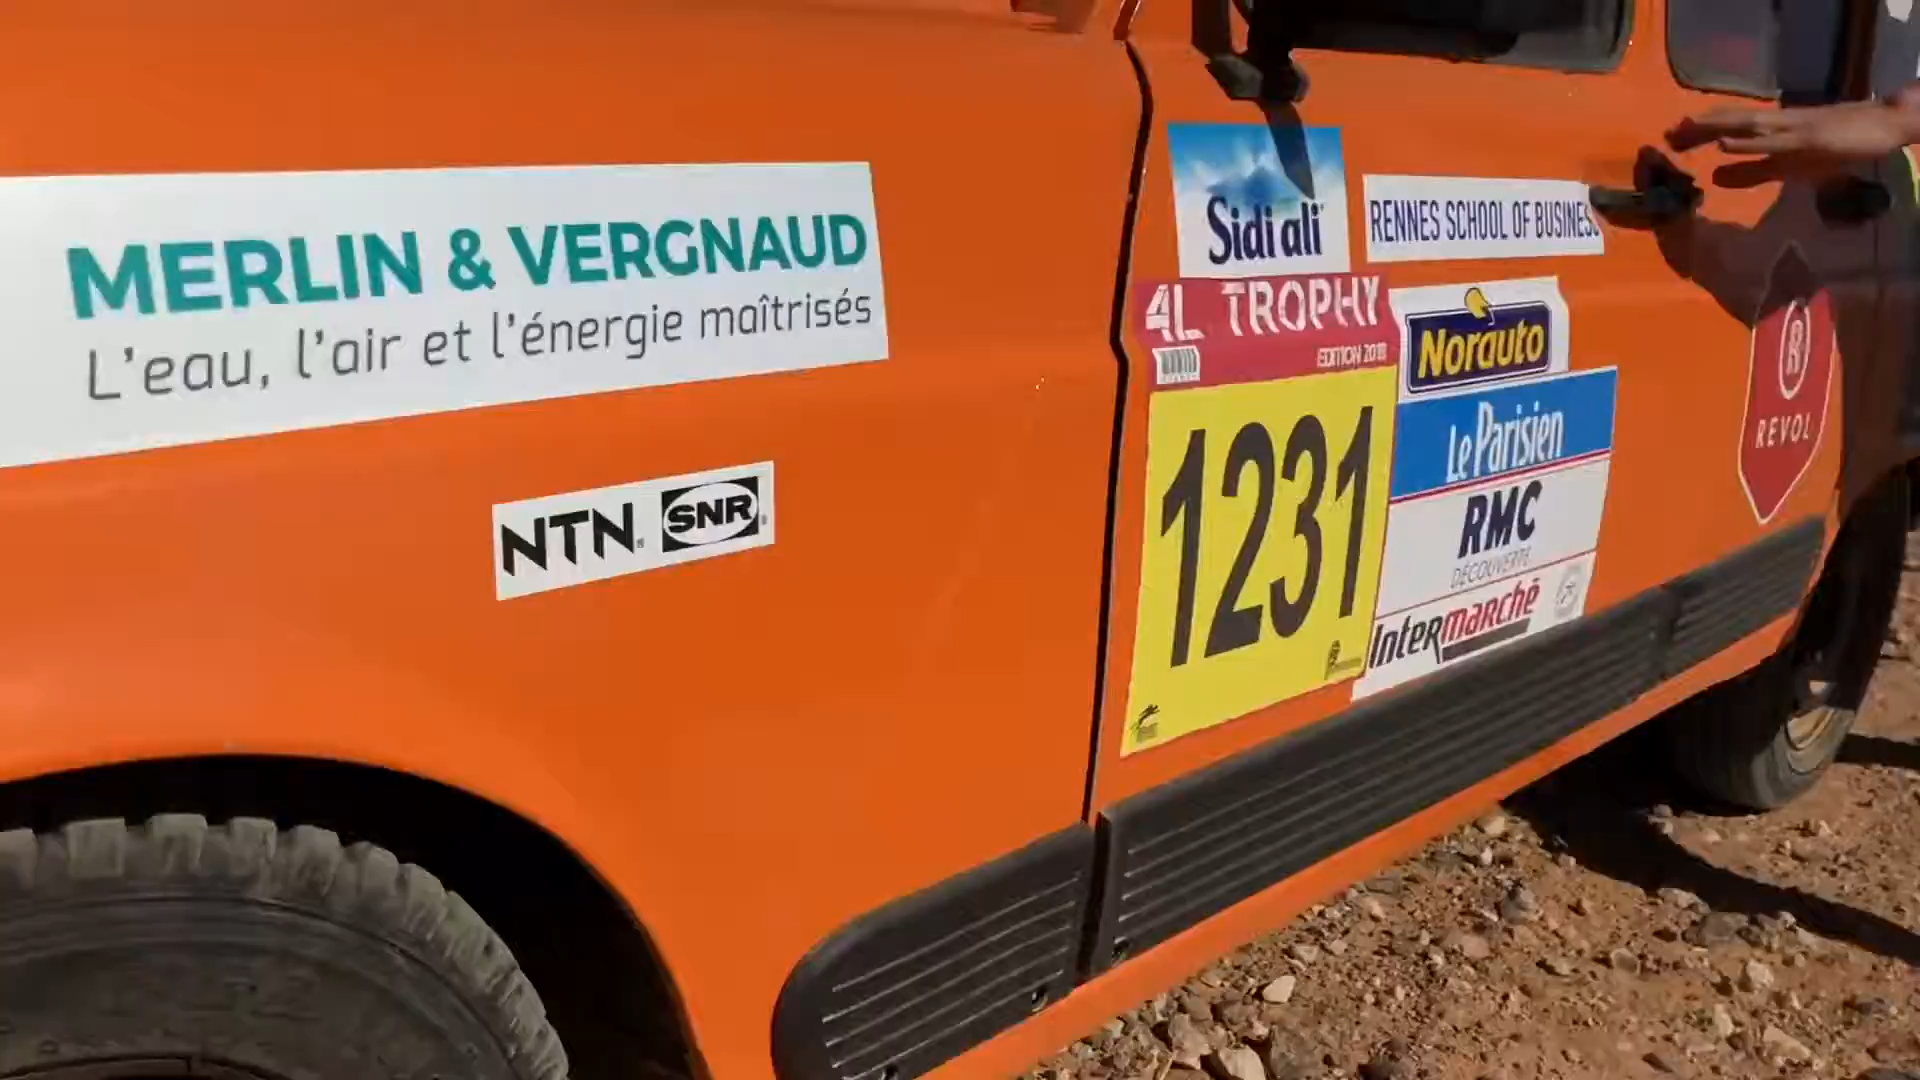 MERLIN & VERGNAUD
L'eau, l'air et l'énergie maîtrisés
NTN SNR
Sidi ali
RENNES SCHOOL OF BUSINESS
4L TROPHY
EDITION 2018
1231
Norauto
Le Parisien
RMC
DÉCOUVERTE
Intermarché
R
REVOL